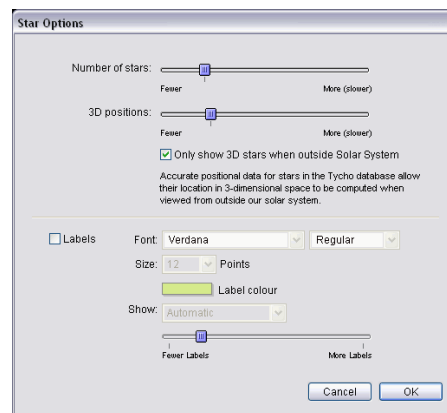 Star Options
Number of stars:
Fewer More (slower)
3D positions:
Fewer More (slower)
Only show 3D stars when outside Solar System
Accurate positional data for stars in the Tycho database allow
their location in 3-dimensional space to be computed when
viewed from outside our solar system.
Labels Font: Verdana Regular
Size: 12 Points
Label colour
Show: Automatic
Fewer Labels More Labels
Cancel OK